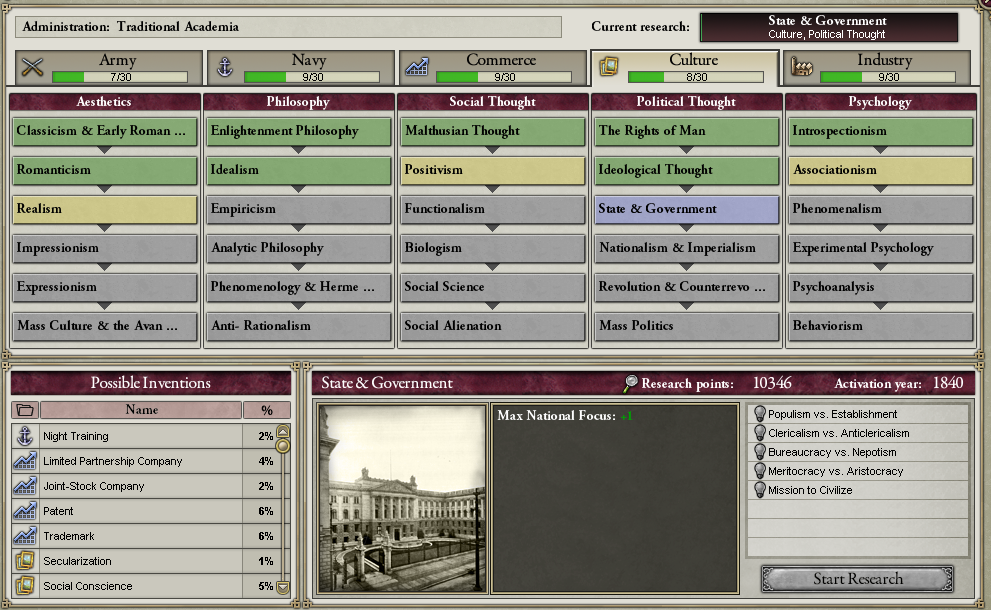 Administration: Traditional Academia
Current research:
State & Government
Culture, Political Thought
Army
7/30
Navy
9/30
Commerce
9/30
Culture
8/30
Industry
9/30
Aesthetics
Philosophy
Social Thought
Political Thought
Psychology
Classicism & Early Roman ...
Enlightenment Philosophy
Malthusian Thought
The Rights of Man
Introspectionism
Romanticism
Idealism
Positivism
Ideological Thought
Associationism
Realism
Empiricism
Functionalism
State & Government
Phenomenalism
Impressionism
Analytic Philosophy
Biologism
Nationalism & Imperialism
Experimental Psychology
Expressionism
Phenomenology & Herme ...
Social Science
Revolution & Counterrevo ...
Psychoanalysis
Mass Culture & the Avan ...
Anti- Rationalism
Social Alienation
Mass Politics
Behaviorism
Possible Inventions
Name %
Night Training 2%
Limited Partnership Company 4%
Joint-Stock Company 2%
Patent 6%
Trademark 6%
Secularization 1%
Social Conscience 5%
State & Government Research points: 10346 Activation year: 1840
Max National Focus: +1
Populism vs. Establishment
Clericalism vs. Anticlericalism
Bureaucracy vs. Nepotism
Meritocracy vs. Aristocracy
Mission to Civilize
Start Research